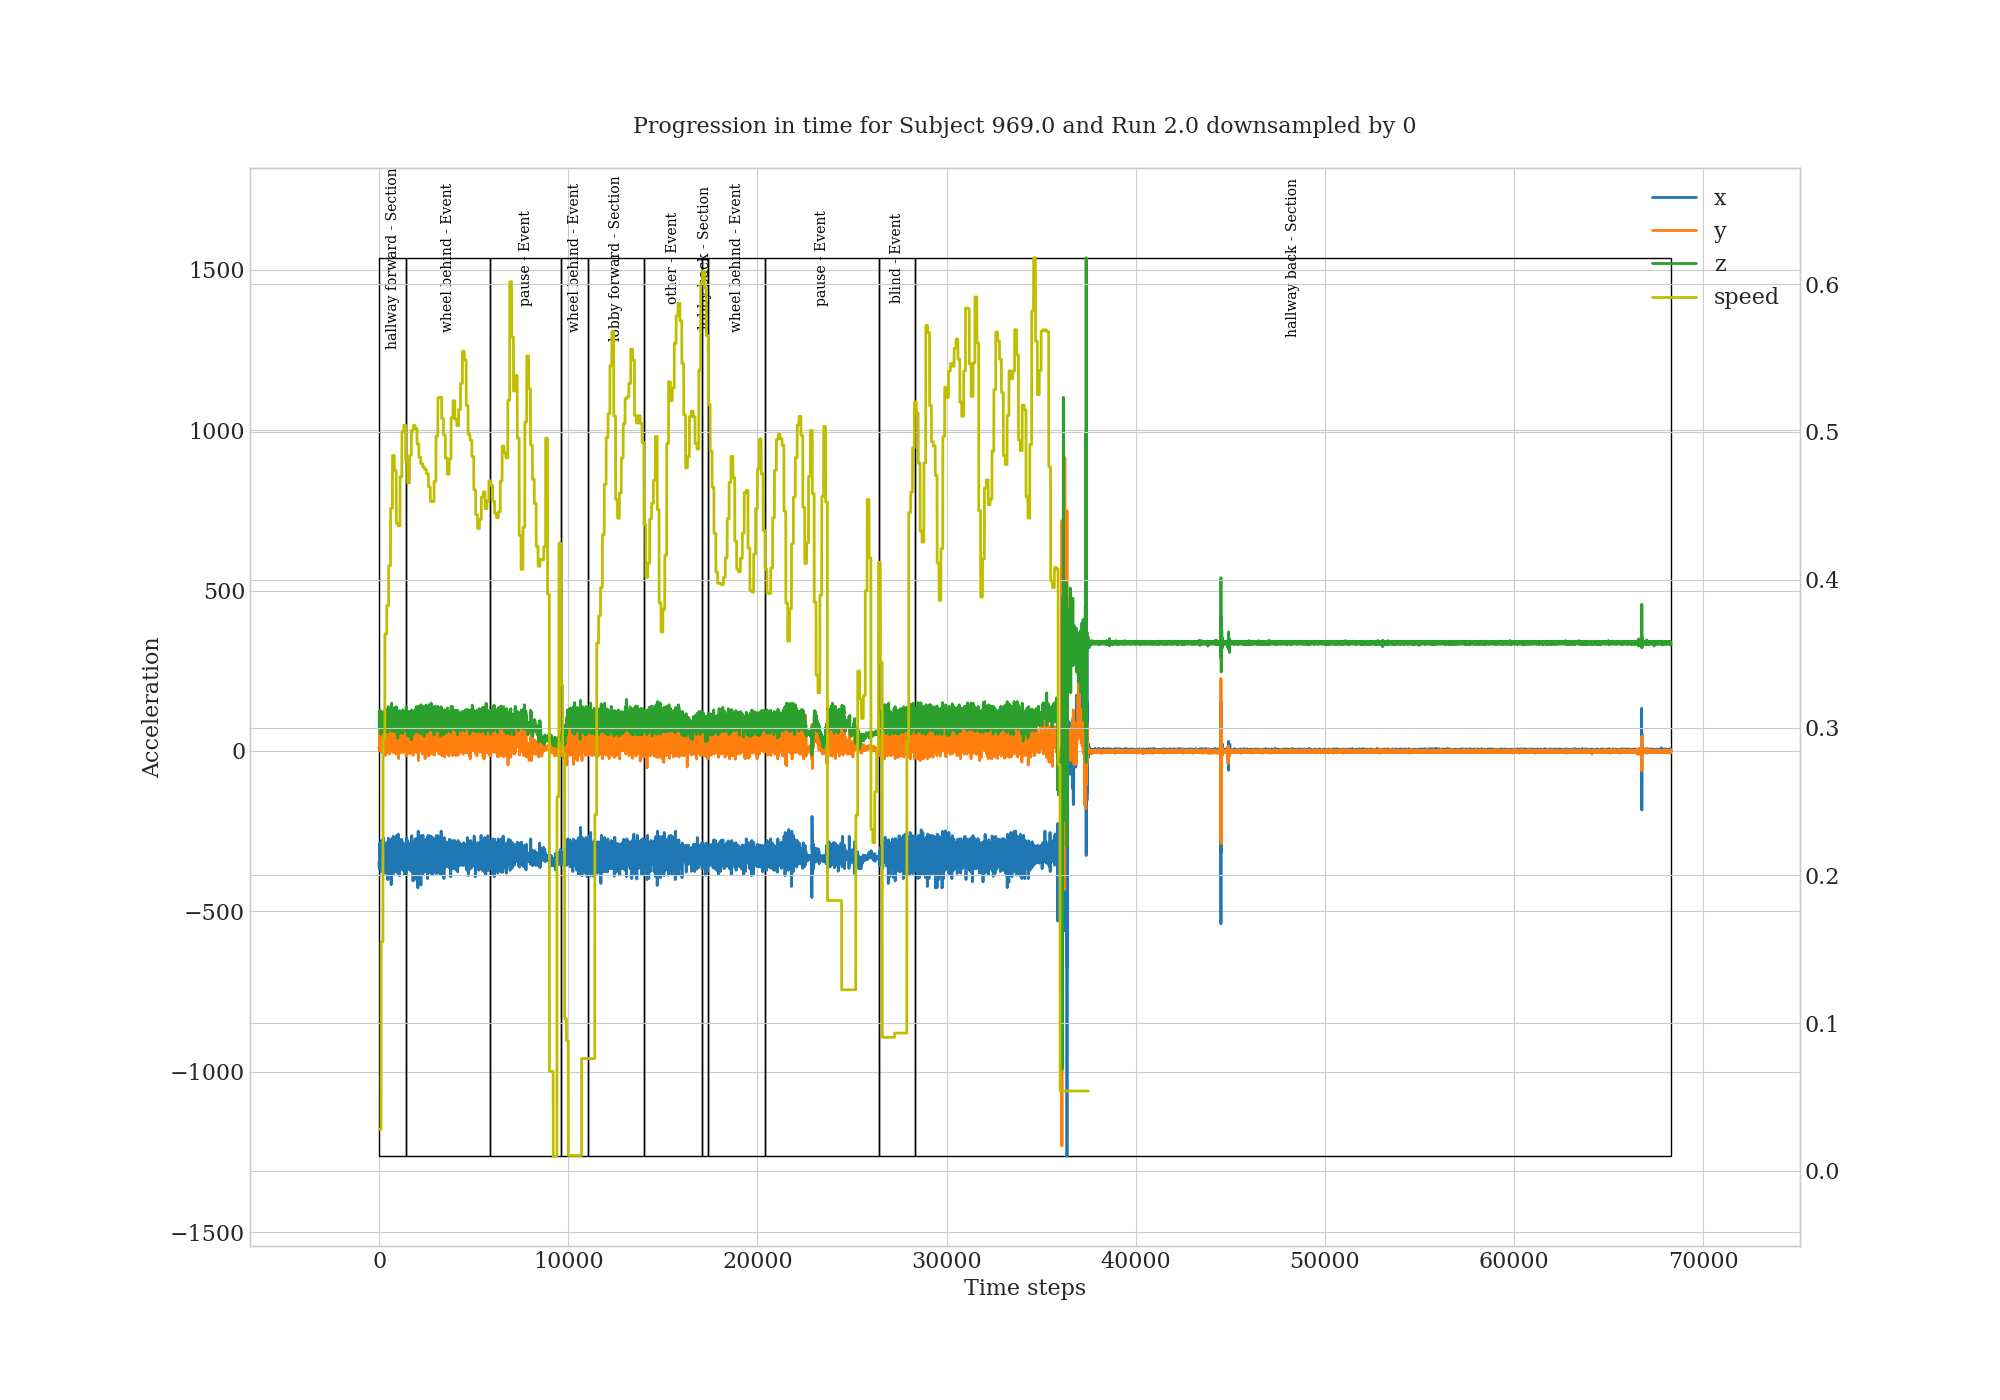 Progression in time for Subject 969.0 and Run 2.0 downsampled by 0
hallway forward - Section
wheel behind - Event
pause - Event
wheel behind - Event
lobby forward - Section
other - Event
lobby back - Section
wheel behind - Event
pause - Event
blind - Event
hallway back - Section
x
y
z
speed
Acceleration
1500
1000
500
0
−500
−1000
−1500
0.6
0.5
0.4
0.3
0.2
0.1
0.0
0 10000 20000 30000 40000 50000 60000 70000
Time steps